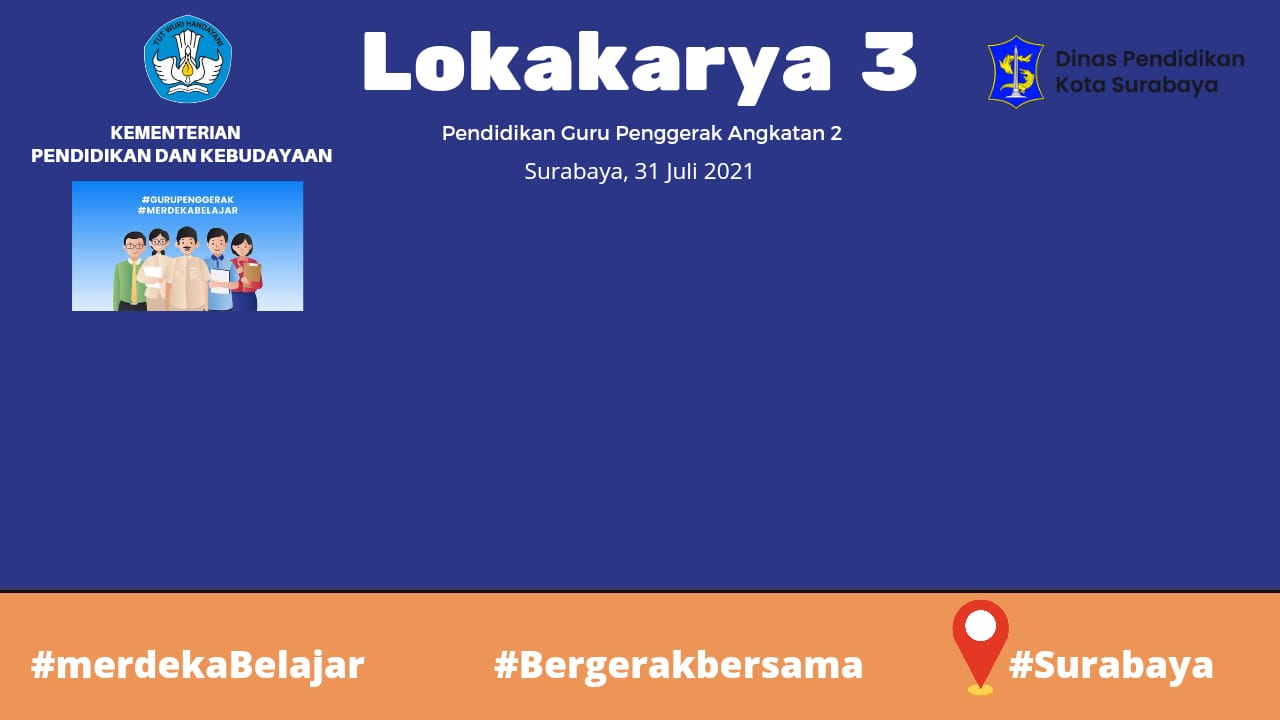 TUT WURI HANDAYANI
KEMENTERIAN
PENDIDIKAN DAN KEBUDAYAAN
#GURUPENGGERAK
#MERDEKABELAJAR
Lokakarya 3
Pendidikan Guru Penggerak Angkatan 2
Surabaya, 31 Juli 2021
Dinas Pendidikan
Kota Surabaya
#merdekaBelajar
#Bergerakbersama
#Surabaya